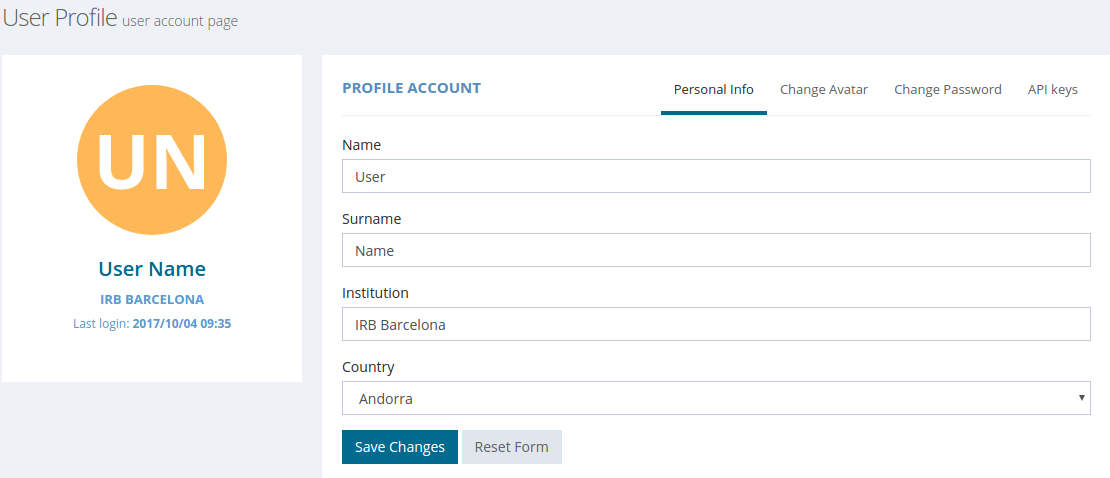 User Profile user account page
UN
User Name
IRB BARCELONA
Last login: 2017/10/04 09:35
PROFILE ACCOUNT
Personal Info Change Avatar Change Password API keys
Name
User
Surname
Name
Institution
IRB Barcelona
Country
Andorra
Save Changes Reset Form